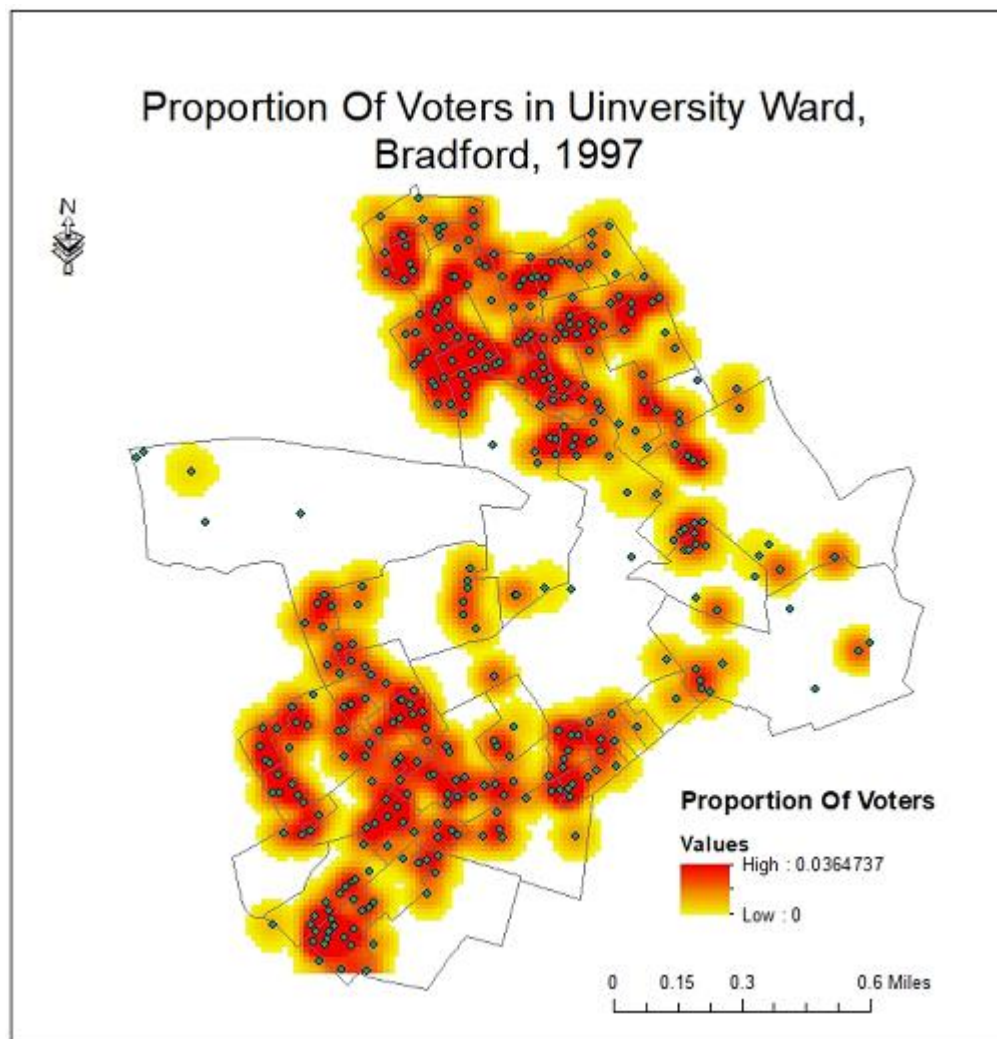 Proportion Of Voters in Uinversity Ward,
Bradford, 1997
N
Proportion Of Voters
Values
High : 0.0364737
Low : 0
0 0.15 0.3 0.6 Miles